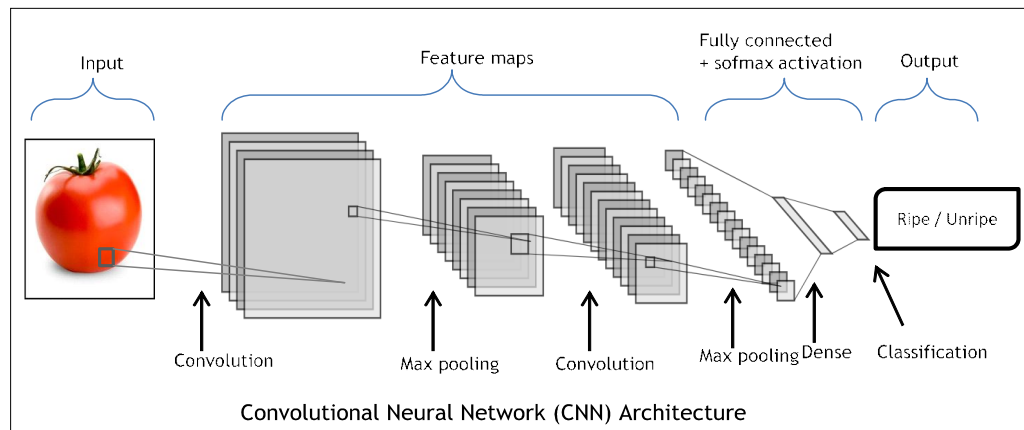 Input
Feature maps
Fully connected
+ sofmax activation
Output
Ripe / Unripe
Convolution
Max pooling
Convolution
Max pooling
Dense
Classification
Convolutional Neural Network (CNN) Architecture